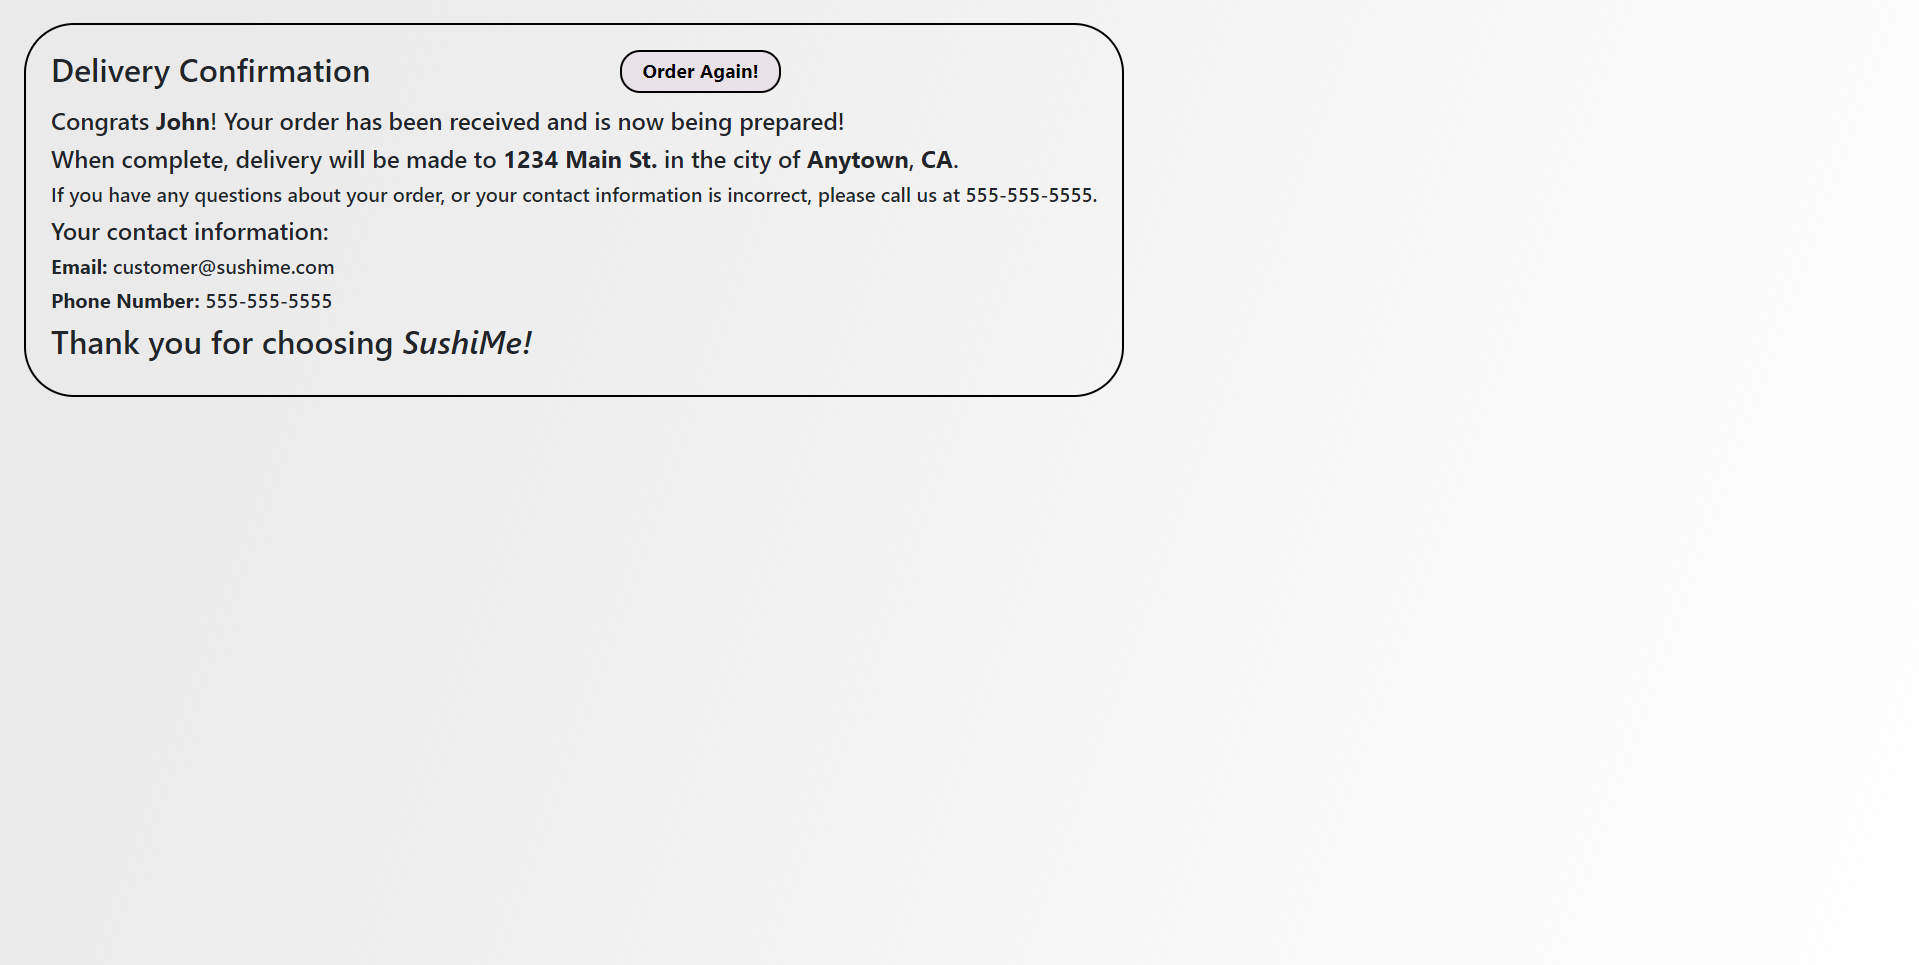 Delivery Confirmation
Order Again!
Congrats John! Your order has been received and is now being prepared!
When complete, delivery will be made to 1234 Main St. in the city of Anytown, CA.
If you have any questions about your order, or your contact information is incorrect, please call us at 555-555-5555.
Your contact information:
Email: customer@sushime.com
Phone Number: 555-555-5555
Thank you for choosing SushiMe!